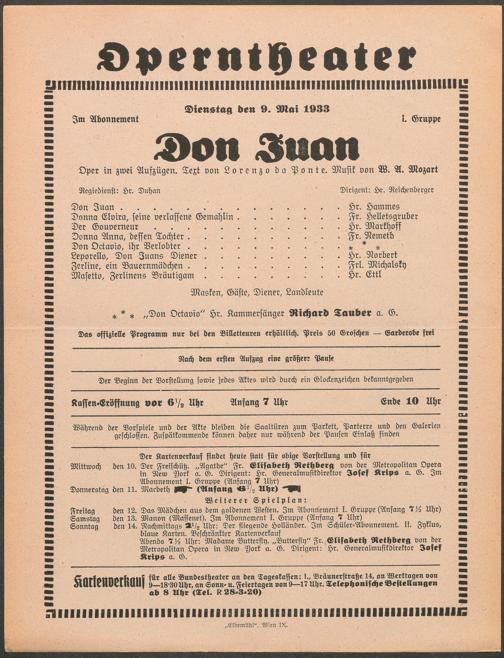 Operntheater
Dienstag den 9. Mai 1933
Im Abonnement I. Gruppe
Don Juan
Oper in zwei Aufzügen. Text von Lorenzo da Ponte. Musik von W. A. Mozart
Regiedienst: Hr. Duhan Dirigent: Hr. Reichenberger
Don Juan . . . . . . . . . . . Hr. Hammes
Donna Elvira, seine verlassene Gemahlin . . . . . . Fr. Helletsgruber
Der Gouverneur . . . . . . . . . . Hr. Markhoff
Donna Anna, dessen Tochter . . . . . . . . Fr. Nemeth
Don Octavio, ihr Verlobter . . . . . . . . * * *
Leporello, Don Juans Diener . . . . . . . . Hr. Norbert
Zerline, ein Bauernmädchen . . . . . . . . Frl. Michalsky
Masetto, Zerlinens Bräutigam . . . . . . . . Hr. Ettl
Masken, Gäste, Diener, Landleute
* * * „Don Octavio“ Hr. Kammersänger Richard Tauber a. G.
Das offizielle Programm nur bei den Billetteuren erhältlich. Preis 50 Groschen — Garderobe frei
Nach dem ersten Aufzug eine größere Pause
Der Beginn der Vorstellung sowie jedes Aktes wird durch ein Glockenzeichen bekanntgegeben
Kassen-Eröffnung vor 6½ Uhr Anfang 7 Uhr Ende 10 Uhr
Während der Vorspiele und der Akte bleiben die Saaltüren zum Parkett, Parterre und den Galerien
geschlossen. Zuspätkommende können daher nur während der Pausen Einlaß finden
Der Kartenverkauf findet heute statt für obige Vorstellung und für
Mittwoch den 10. Der Freischütz. „Agathe“ Fr. Elisabeth Rethberg von der Metropolitan Opera
in New York a. G. Dirigent: Hr. Generalmusikdirektor Josef Krips a. G. Im
Abonnement I. Gruppe (Anfang 7 Uhr)
Donnerstag den 11. Macbeth (Anfang 6½ Uhr)
Weiterer Spielplan:
Freitag den 12. Das Mädchen aus dem goldenen Westen. Im Abonnement I. Gruppe (Anfang 7½ Uhr)
Samstag den 13. Manon (Massenet). Im Abonnement I. Gruppe (Anfang 7 Uhr)
Sonntag den 14. Nachmittags 2½ Uhr: Der fliegende Holländer. Im Schüler-Abonnement. II. Zyklus,
blaue Karten. Beschränkter Kartenverkauf
Abends 7½ Uhr: Madame Butterfly. „Butterfly“ Fr. Elisabeth Rethberg von der
Metropolitan Opera in New York a. G. Dirigent: Hr. Generalmusikdirektor Josef
Krips a. G.
Kartenverkauf für alle Bundestheater an den Tageskassen: I., Bräunerstraße 14, an Werktagen von
9—18·30 Uhr, an Sonn- u. Feiertagen von 9—17 Uhr. Telephonische Bestellungen
ab 8 Uhr (Tel. R 28-3-20)
„Elbemühl“, Wien IX.